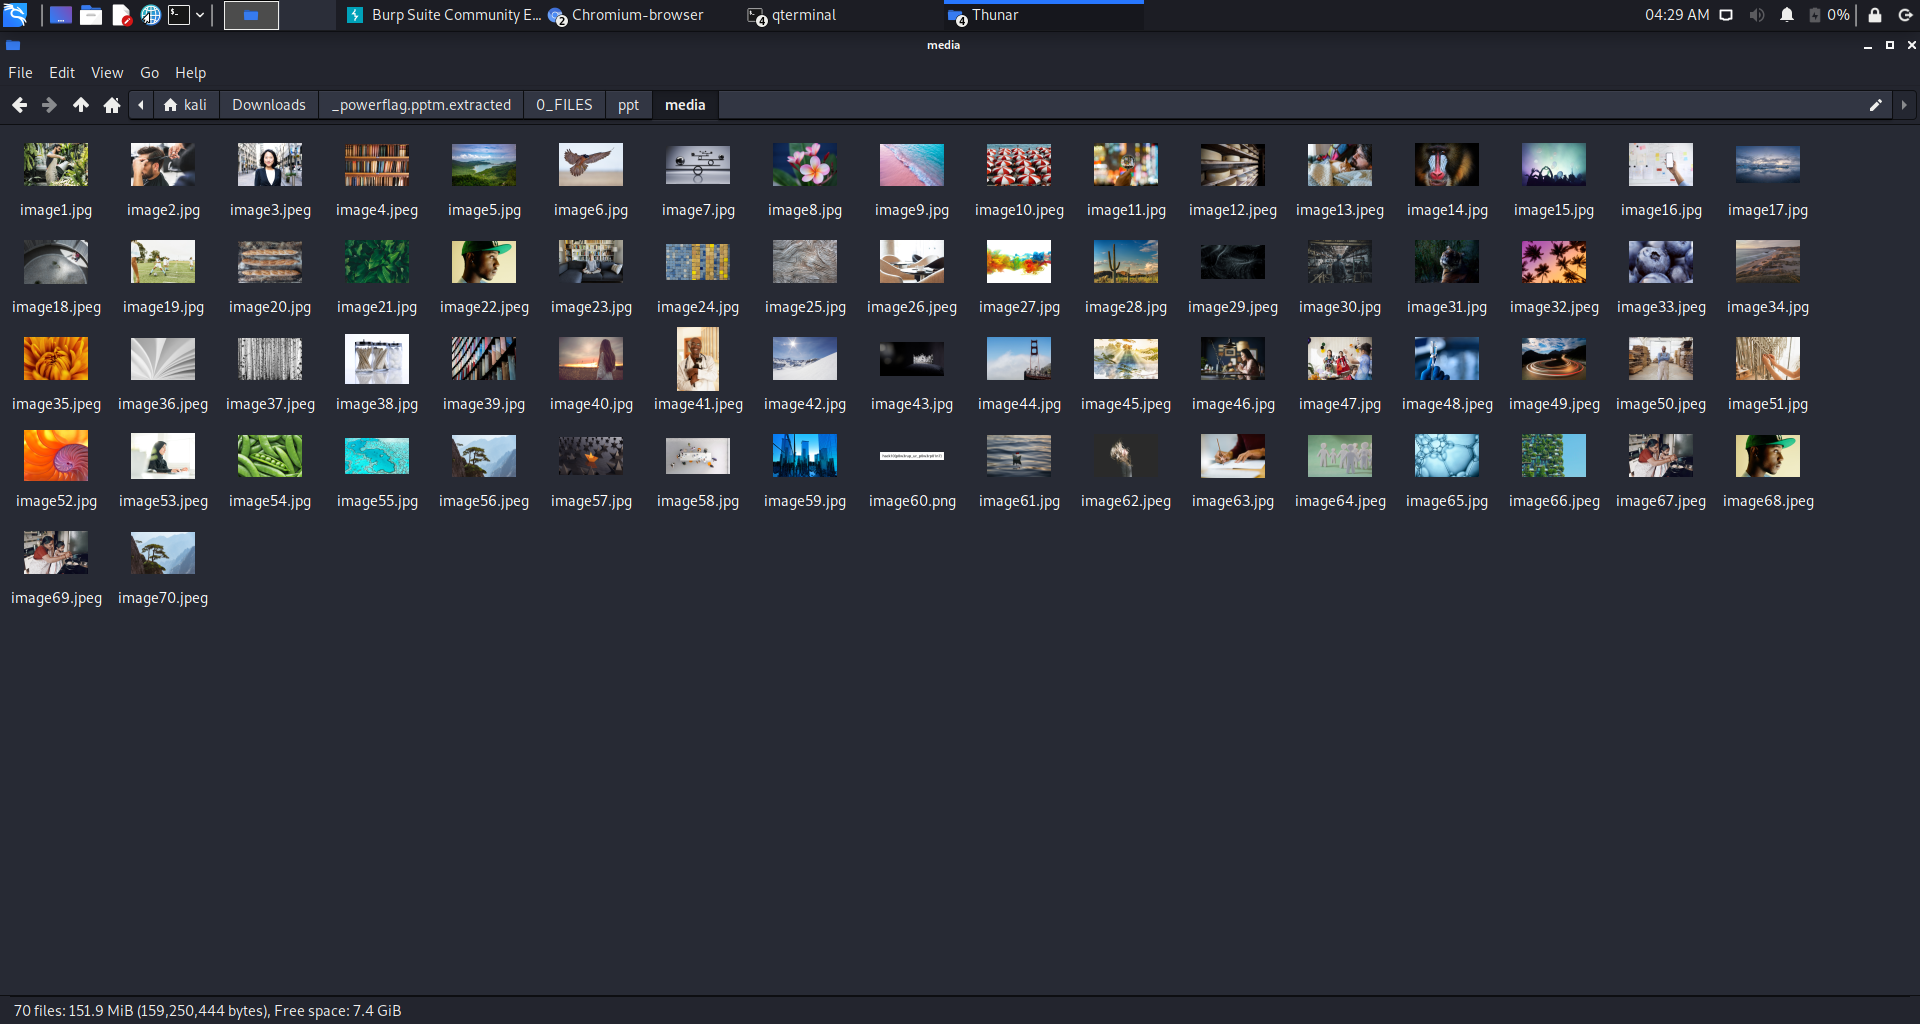 Burp Suite Community E...
2 Chromium-browser
4 qterminal
4 Thunar
04:29 AM
0%
media
File Edit View Go Help
kali Downloads _powerflag.pptm.extracted 0_FILES ppt media
image1.jpg image2.jpg image3.jpeg image4.jpeg image5.jpg image6.jpg image7.jpg image8.jpg image9.jpg image10.jpeg image11.jpg image12.jpeg image13.jpeg image14.jpg image15.jpg image16.jpg image17.jpg
image18.jpeg image19.jpg image20.jpg image21.jpg image22.jpeg image23.jpg image24.jpg image25.jpg image26.jpeg image27.jpg image28.jpg image29.jpeg image30.jpg image31.jpg image32.jpeg image33.jpeg image34.jpg
image35.jpeg image36.jpeg image37.jpeg image38.jpg image39.jpg image40.jpg image41.jpeg image42.jpg image43.jpg image44.jpg image45.jpeg image46.jpg image47.jpg image48.jpeg image49.jpeg image50.jpeg image51.jpg
image52.jpg image53.jpeg image54.jpg image55.jpg image56.jpeg image57.jpg image58.jpg image59.jpg image60.png image61.jpg image62.jpeg image63.jpg image64.jpeg image65.jpg image66.jpeg image67.jpeg image68.jpeg
image69.jpeg image70.jpeg
70 files: 151.9 MiB (159,250,444 bytes), Free space: 7.4 GiB